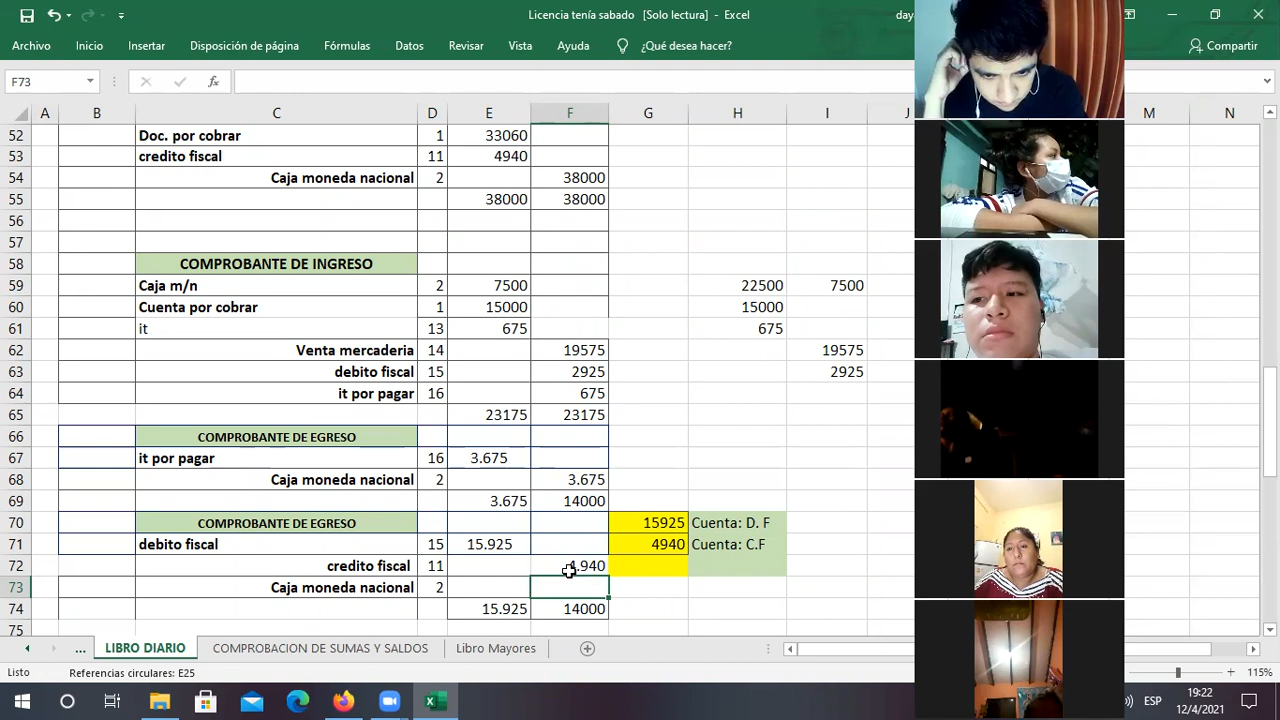 Licencia tenía sabado [Solo lectura] - Excel
day
Archivo Inicio Insertar Disposición de página Fórmulas Datos Revisar Vista Ayuda ¿Qué desea hacer? Compartir
F73 fx
A B C D E F G H I J M N
52 Doc. por cobrar 1 33060
53 credito fiscal 11 4940
54 Caja moneda nacional 2 38000
55 38000 38000
56
57
58 COMPROBANTE DE INGRESO
59 Caja m/n 2 7500 22500 7500
60 Cuenta por cobrar 1 15000 15000
61 it 13 675 675
62 Venta mercaderia 14 19575 19575
63 debito fiscal 15 2925 2925
64 it por pagar 16 675
65 23175 23175
66 COMPROBANTE DE EGRESO
67 it por pagar 16 3.675
68 Caja moneda nacional 2 3.675
69 3.675 14000
70 COMPROBANTE DE EGRESO 15925 Cuenta: D. F
71 debito fiscal 15 15.925 4940 Cuenta: C.F
72 credito fiscal 11 4.940
73 Caja moneda nacional 2
74 15.925 14000
75
... LIBRO DIARIO COMPROBACION DE SUMAS Y SALDOS Libro Mayores
Listo Referencias circulares: E25 115%
ESP 19:22
12/4/2021